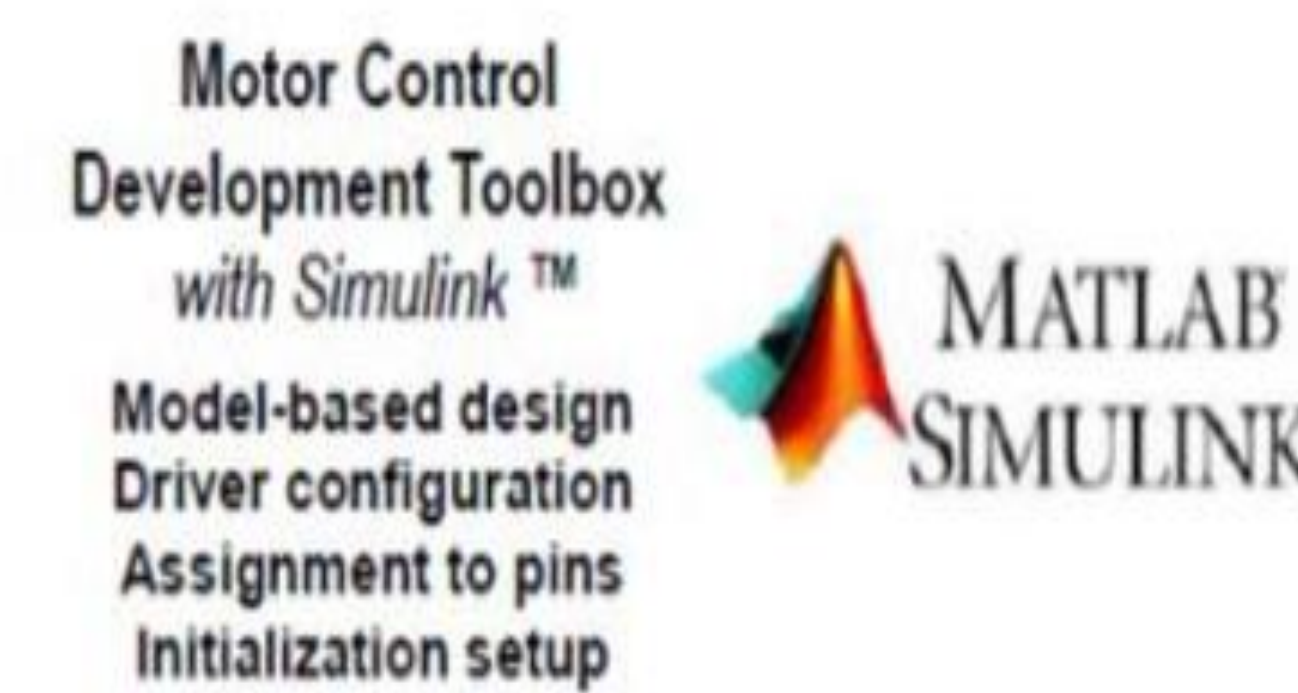 Motor Control
Development Toolbox
with Simulink ™
Model-based design
Driver configuration
Assignment to pins
Initialization setup
MATLAB®
SIMULINK